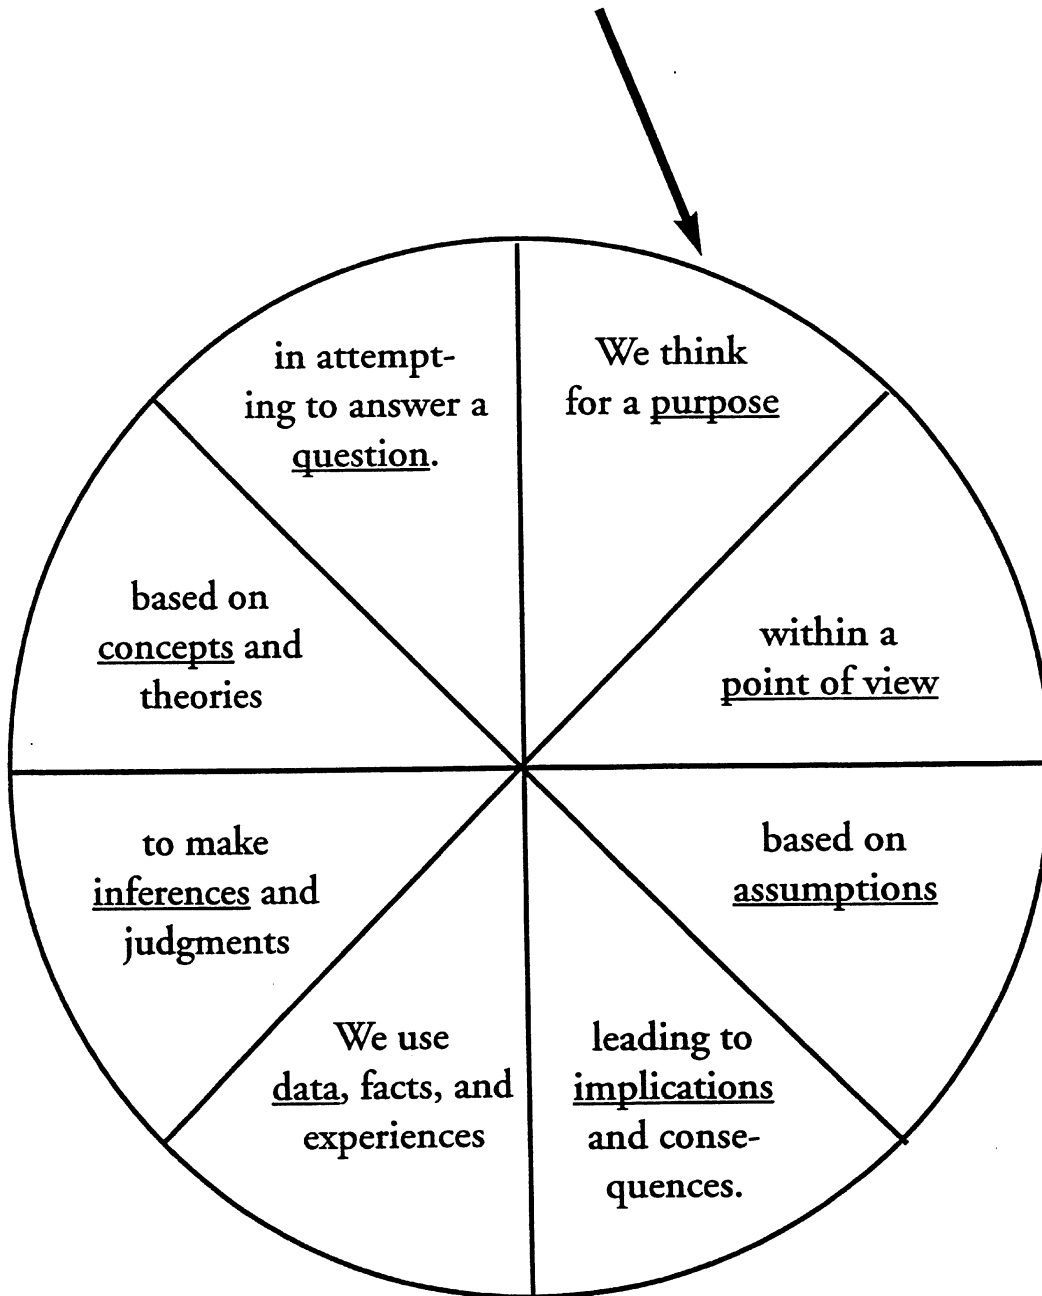 We think
for a purpose
within a
point of view
based on
assumptions
leading to
implications
and conse-
quences.
We use
data, facts, and
experiences
to make
inferences and
judgments
based on
concepts and
theories
in attempt-
ing to answer a
question.